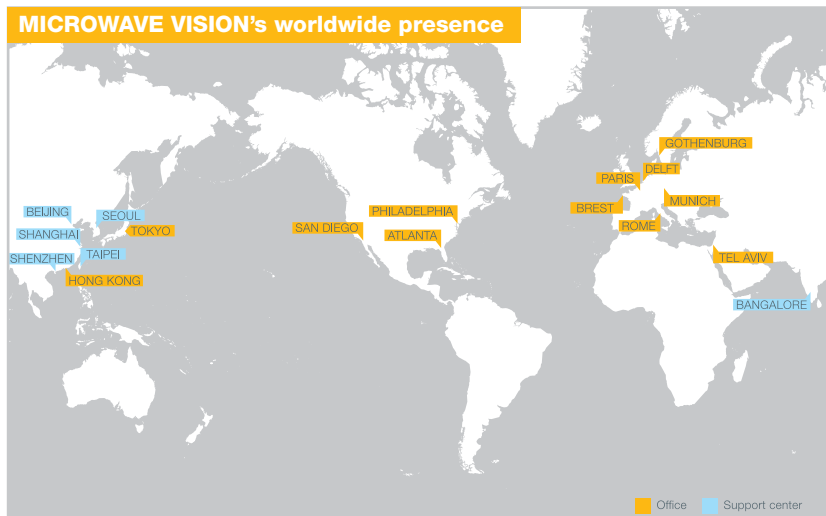 MICROWAVE VISION's worldwide presence
GOTHENBURG
DELFT
PARIS
MUNICH
BREST
ROME
PHILADELPHIA
SAN DIEGO
ATLANTA
BEIJING
SEOUL
SHANGHAI
TOKYO
TAIPEI
SHENZHEN
HONG KONG
TEL AVIV
BANGALORE
Office
Support center